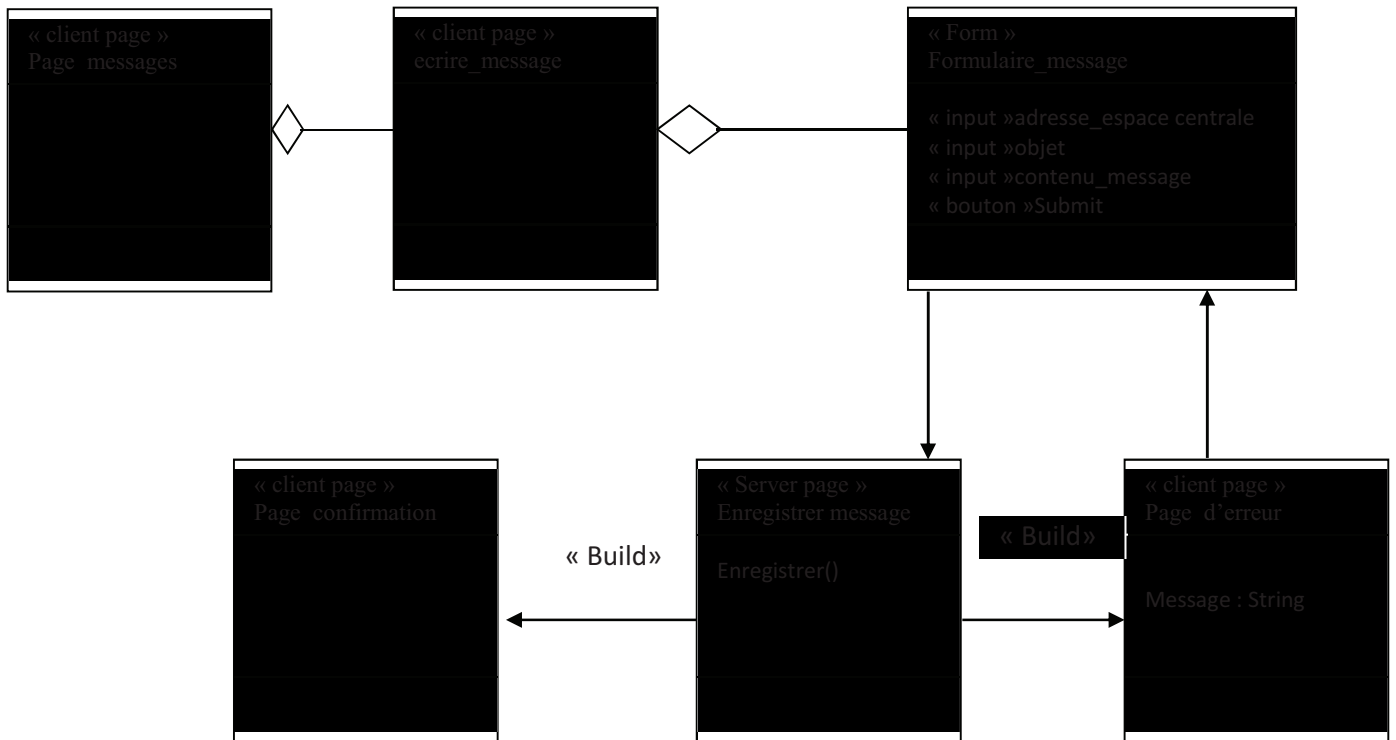 « client page »
Page messages
« client page »
ecrire_message
« Form »
Formulaire_message
« input »adresse_espace centrale
« input »objet
« input »contenu_message
« bouton »Submit
« client page »
Page confirmation
« Build»
« Server page »
Enregistrer message
Enregistrer()
« Build»
« client page »
Page d’erreur
Message : String